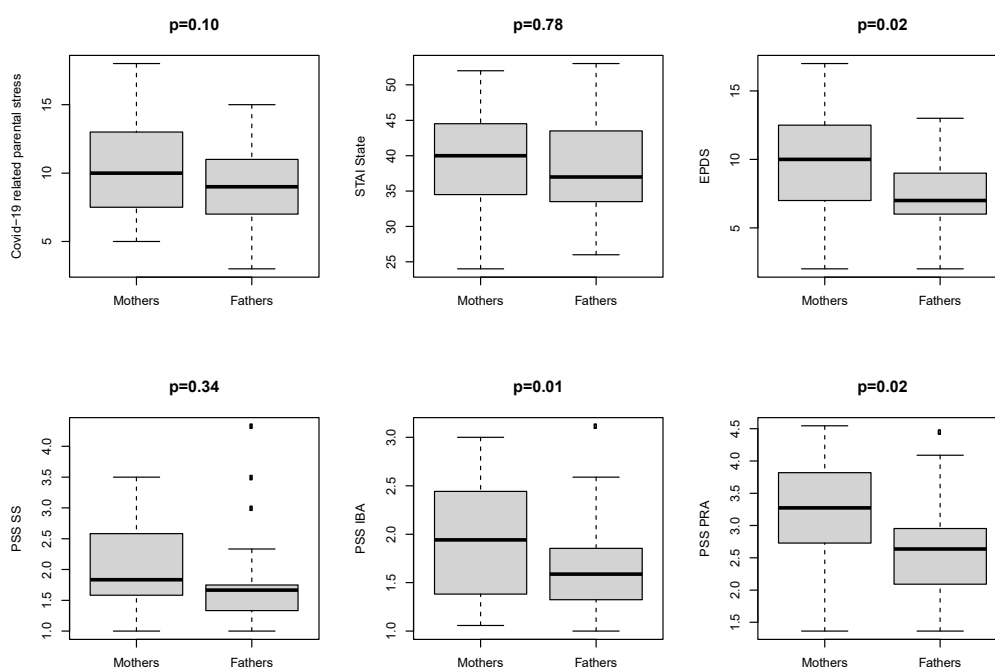 p=0.10
Covid−19 related parental stress
15
10
5
Mothers Fathers
p=0.78
STAI State
50
45
40
35
30
25
Mothers Fathers
p=0.02
EPDS
15
10
5
Mothers Fathers
p=0.34
PSS SS
4.0
3.5
3.0
2.5
2.0
1.5
1.0
Mothers Fathers
p=0.01
PSS IBA
3.0
2.5
2.0
1.5
1.0
Mothers Fathers
p=0.02
PSS PRA
4.5
4.0
3.5
3.0
2.5
2.0
1.5
Mothers Fathers